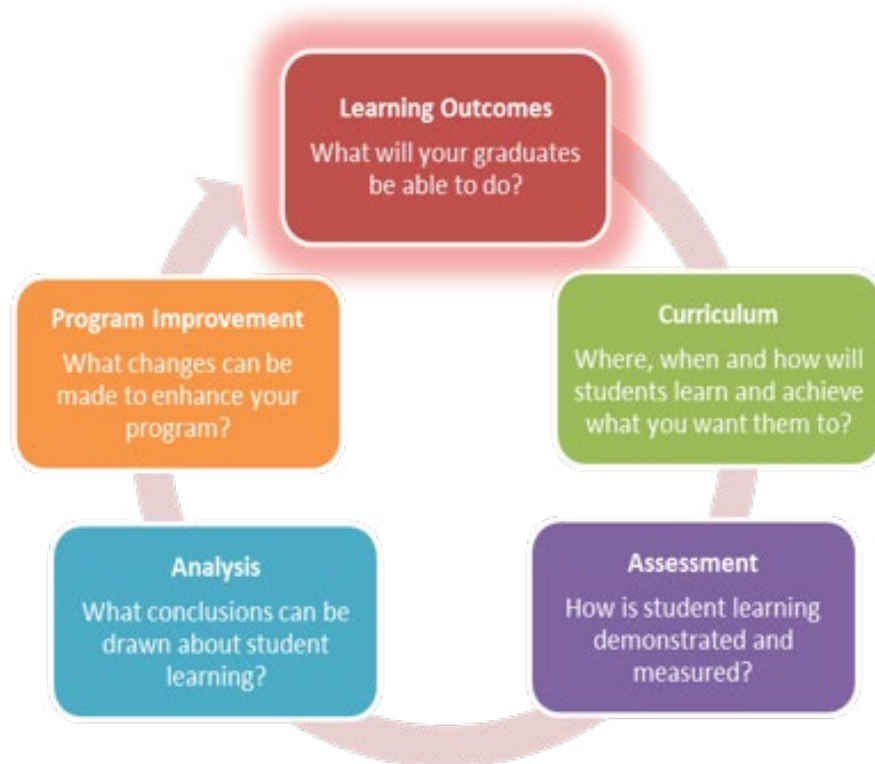 Learning Outcomes
What will your graduates
be able to do?
Curriculum
Where, when and how will
students learn and achieve
what you want them to?
Assessment
How is student learning
demonstrated and
measured?
Analysis
What conclusions can be
drawn about student
learning?
Program Improvement
What changes can be
made to enhance your
program?